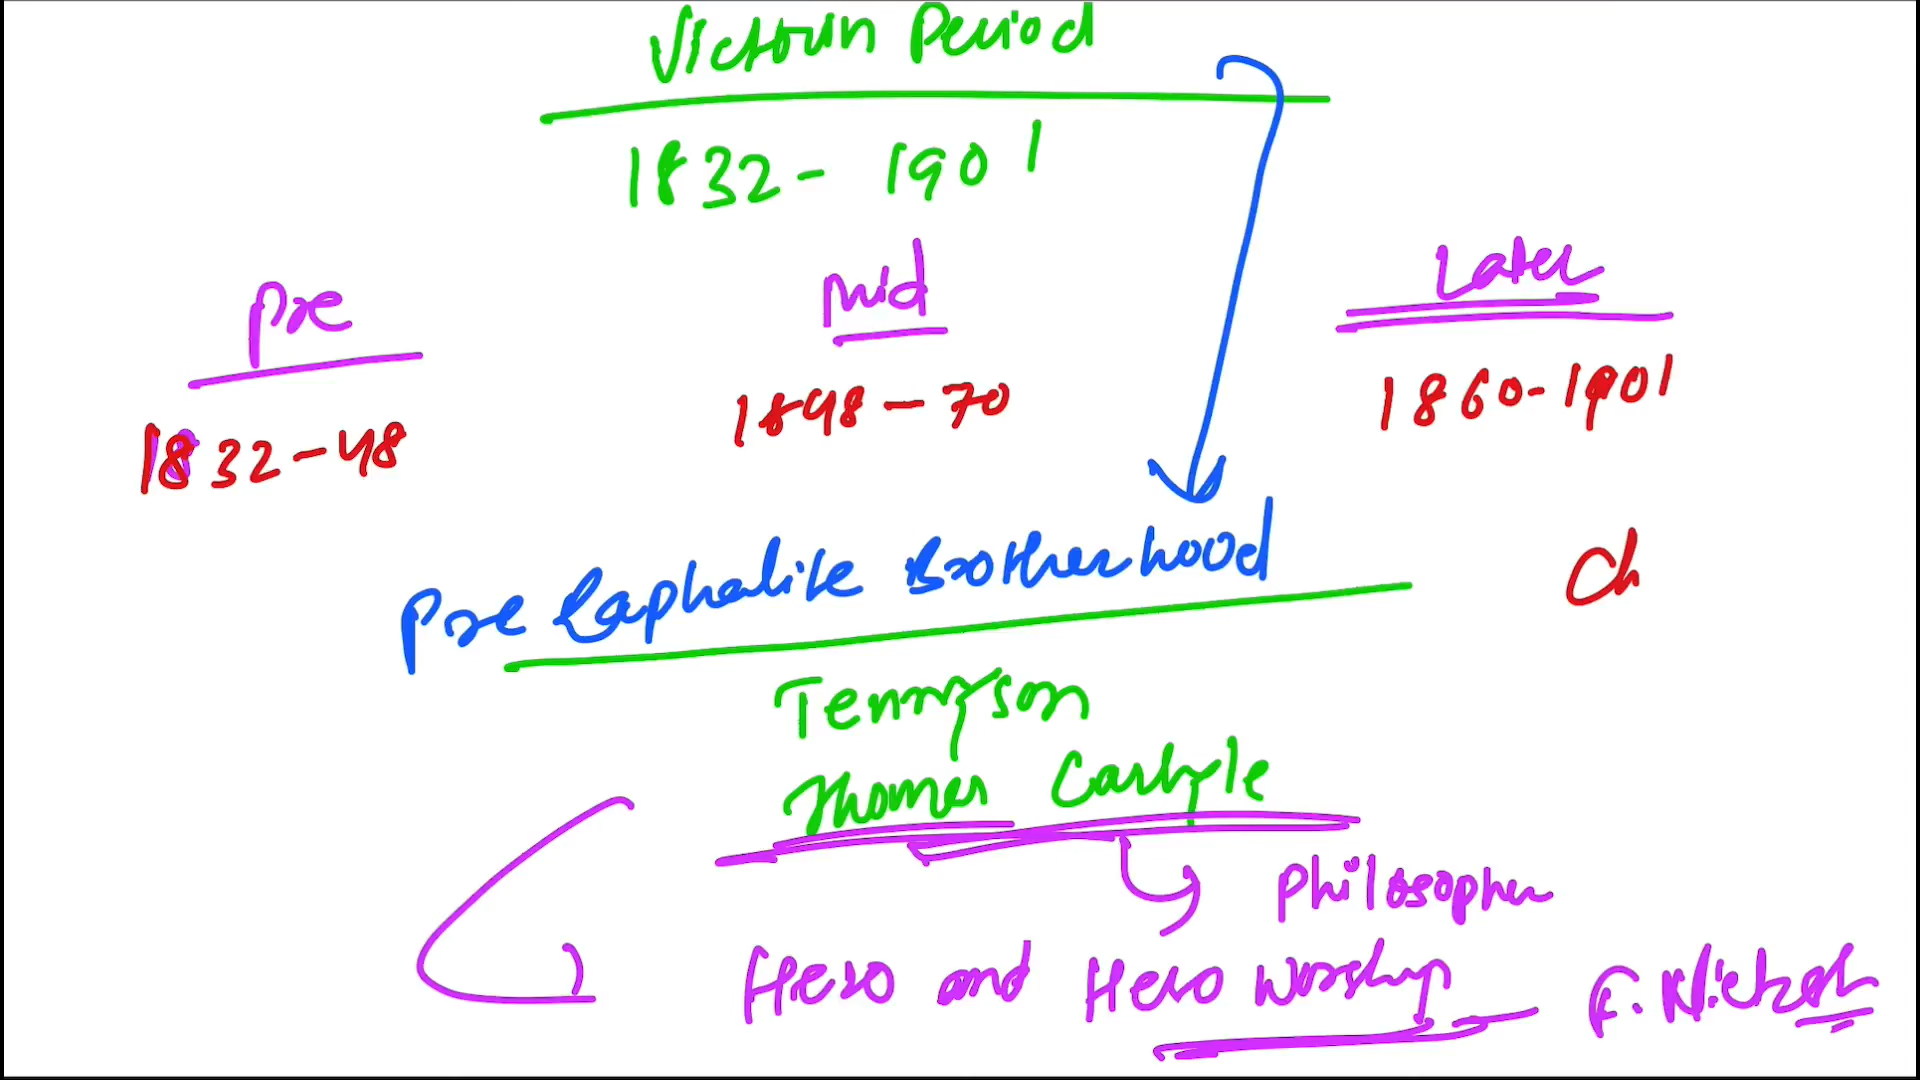 Victorin Period
1832 - 1901
Pre
Mid
Later
1832-48
1848-70
1860-1901
Pre Raphalite Brotherhood
Ch
Tennyson
Thomas Carlyle
Philosopher
Hero and Hero Worship
F. Nietzsch